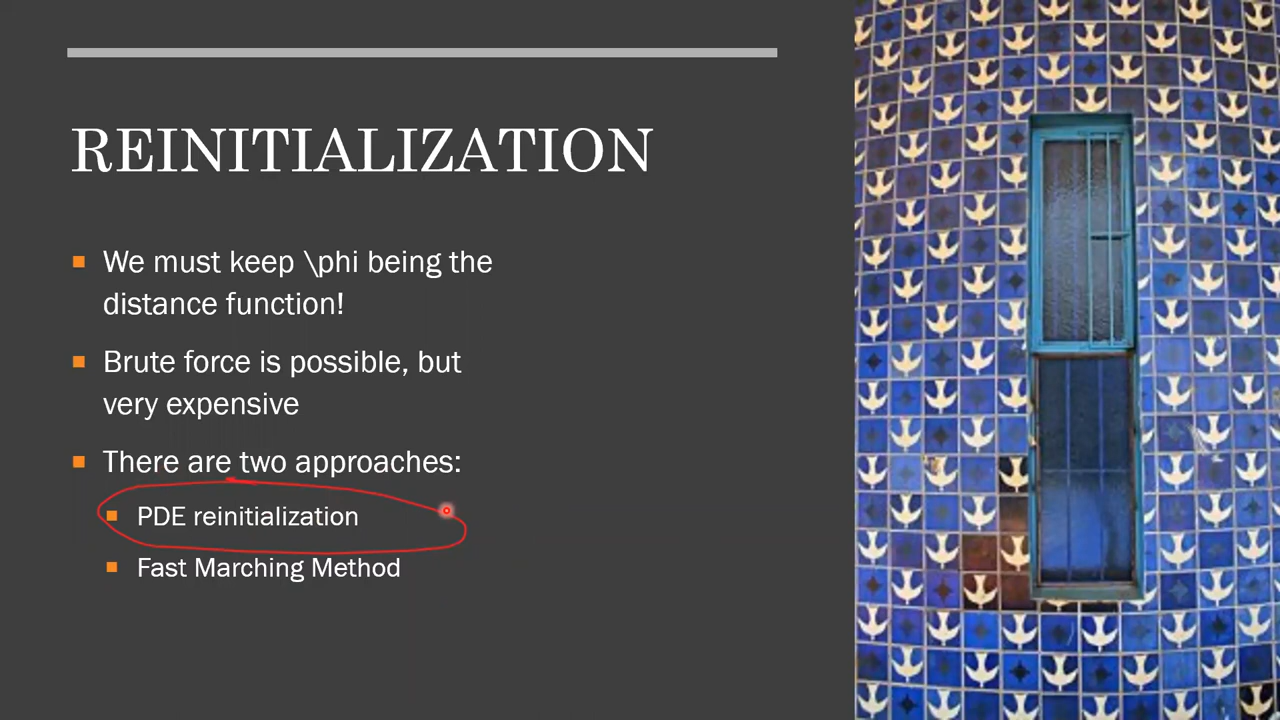 REINITIALIZATION
We must keep \phi being the
distance function!
Brute force is possible, but
very expensive
There are two approaches:
PDE reinitialization
Fast Marching Method